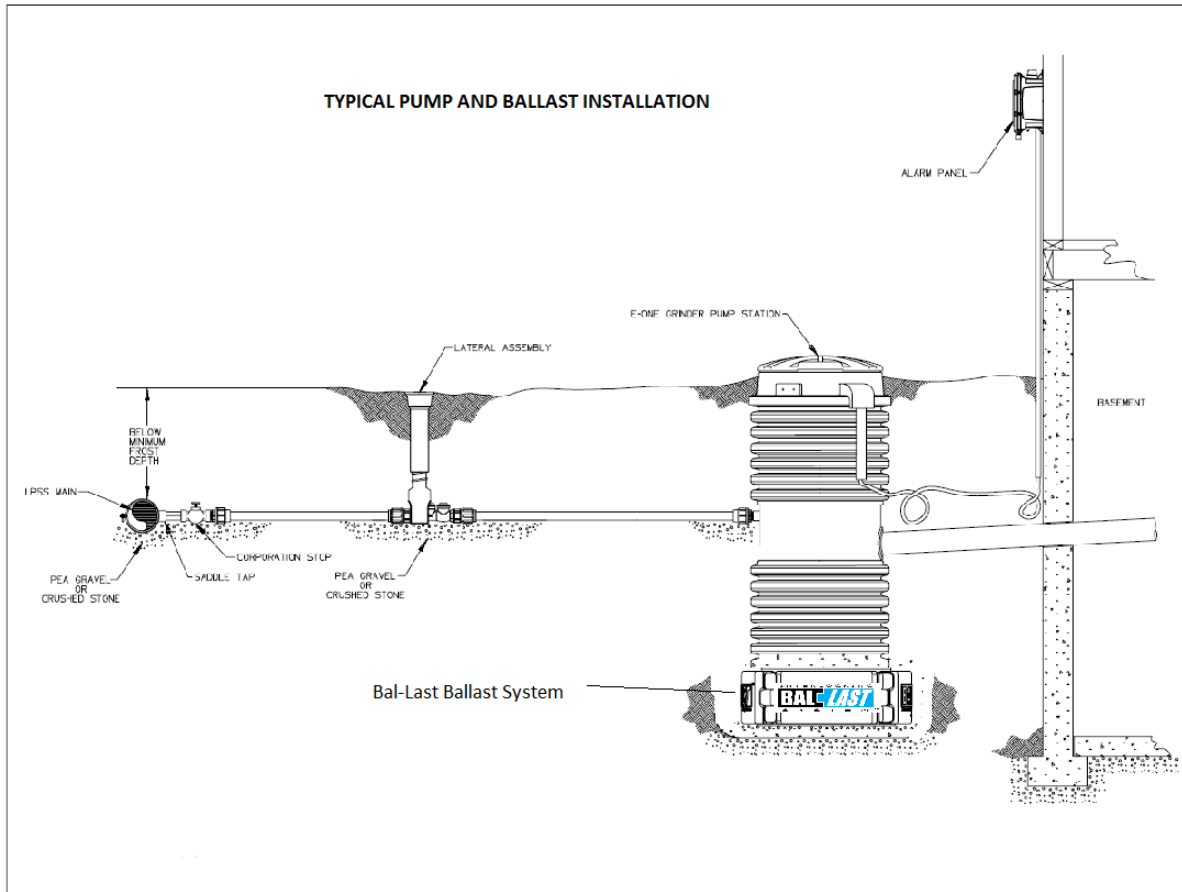 TYPICAL PUMP AND BALLAST INSTALLATION
ALARM PANEL
E-ONE GRINDER PUMP STATION
LATERAL ASSEMBLY
BASEMENT
BELOW
MINIMUM
FROST
DEPTH
LPSS MAIN
CORPORATION STOP
SADDLE TAP
PEA GRAVEL
OR
CRUSHED STONE
PEA GRAVEL
OR
CRUSHED STONE
Bal-Last Ballast System
BAL-LAST